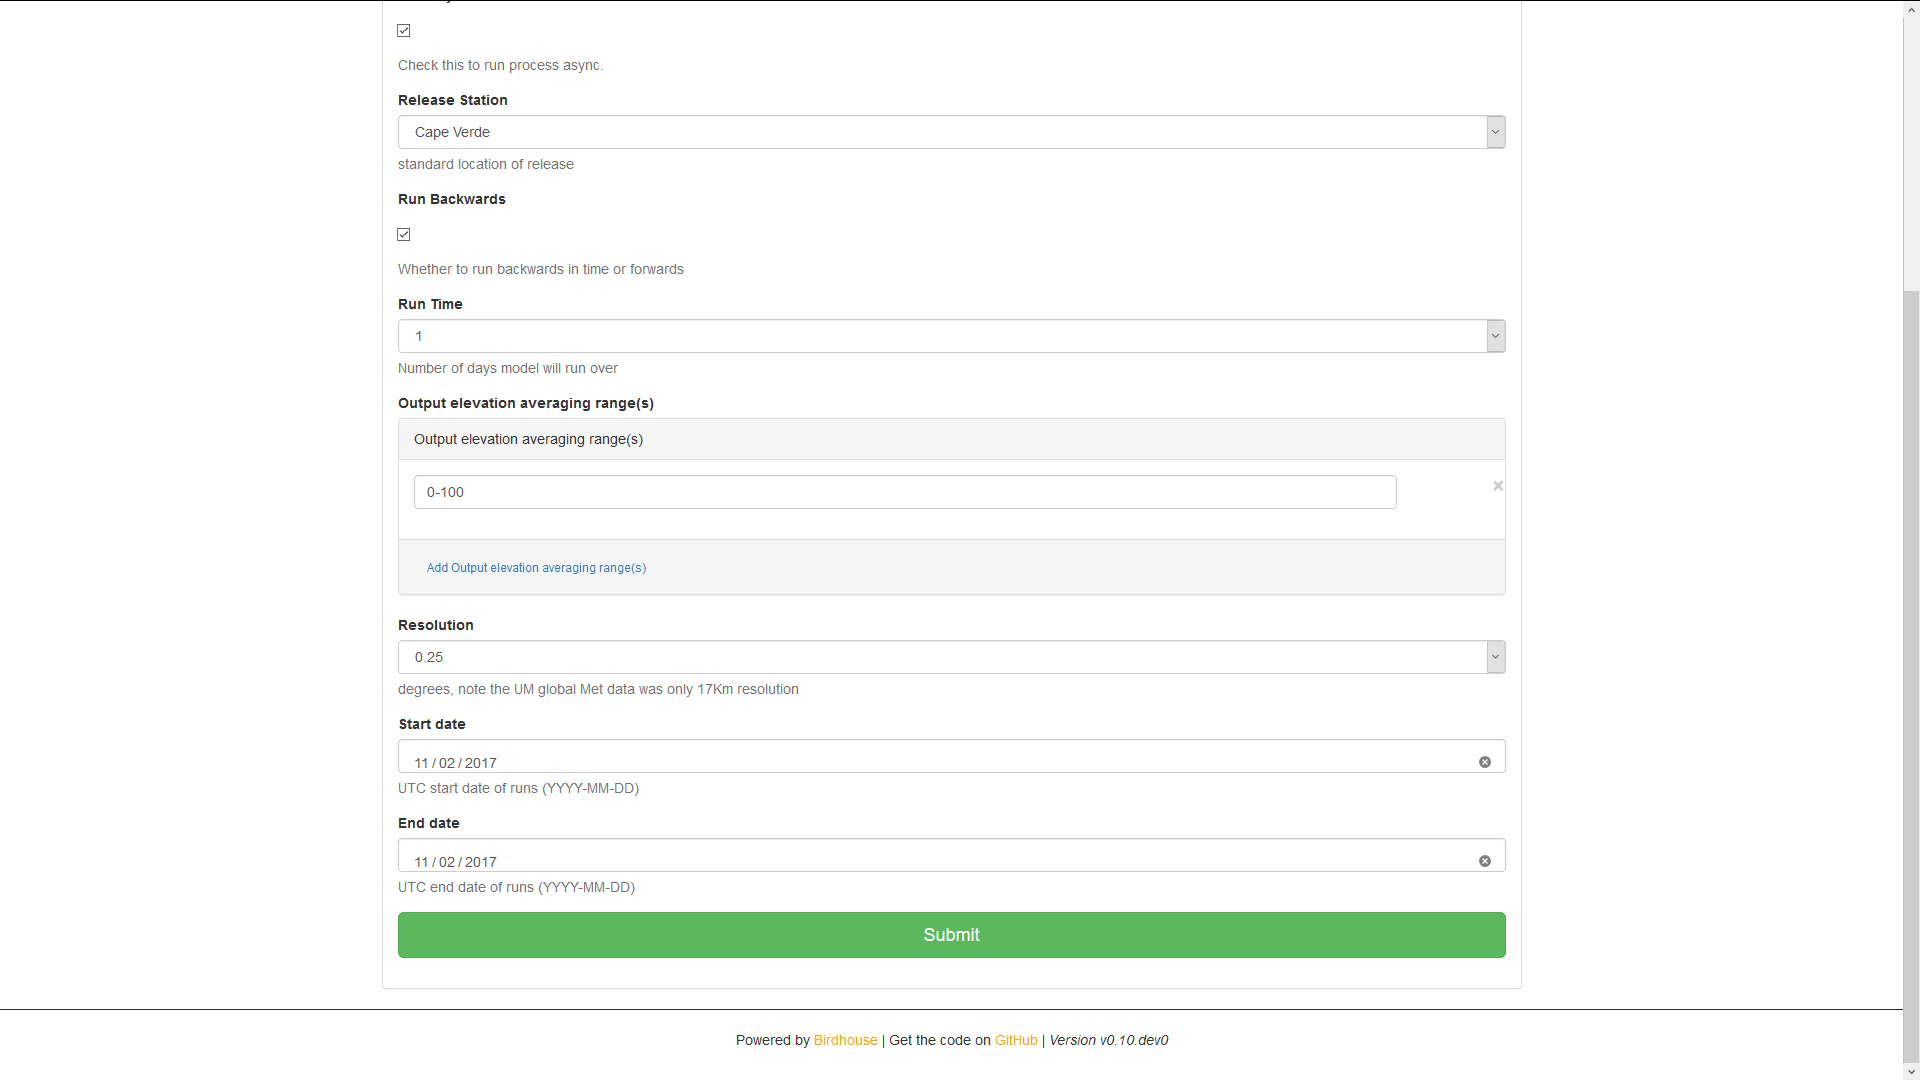 Check this to run process async.
Release Station
Cape Verde
standard location of release
Run Backwards
Whether to run backwards in time or forwards
Run Time
1
Number of days model will run over
Output elevation averaging range(s)
Output elevation averaging range(s)
0-100
×
Add Output elevation averaging range(s)
Resolution
0.25
degrees, note the UM global Met data was only 17Km resolution
Start date
11 / 02 / 2017
UTC start date of runs (YYYY-MM-DD)
End date
11 / 02 / 2017
UTC end date of runs (YYYY-MM-DD)
Submit
Powered by Birdhouse | Get the code on GitHub | Version v0.10.dev0